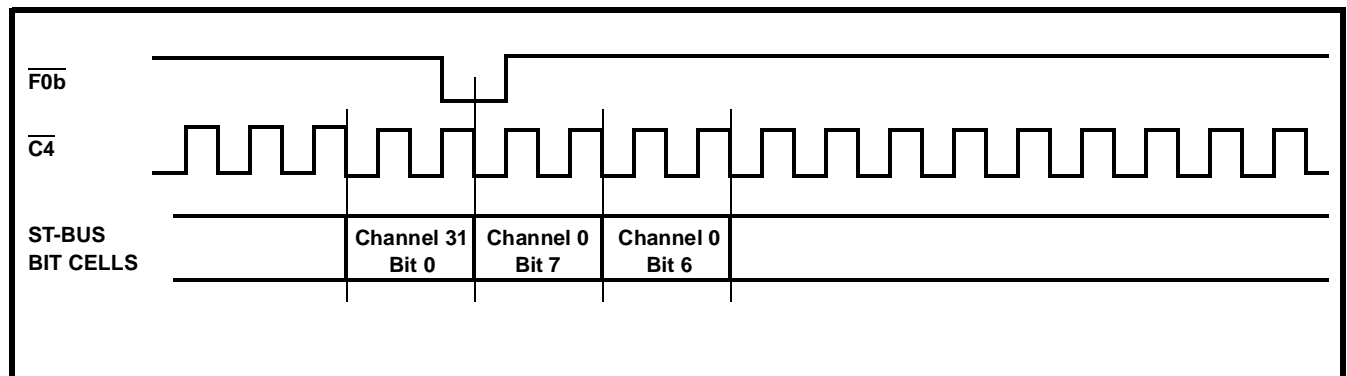 F0b
C4
ST-BUS
BIT CELLS
Channel 31
Bit 0
Channel 0
Bit 7
Channel 0
Bit 6